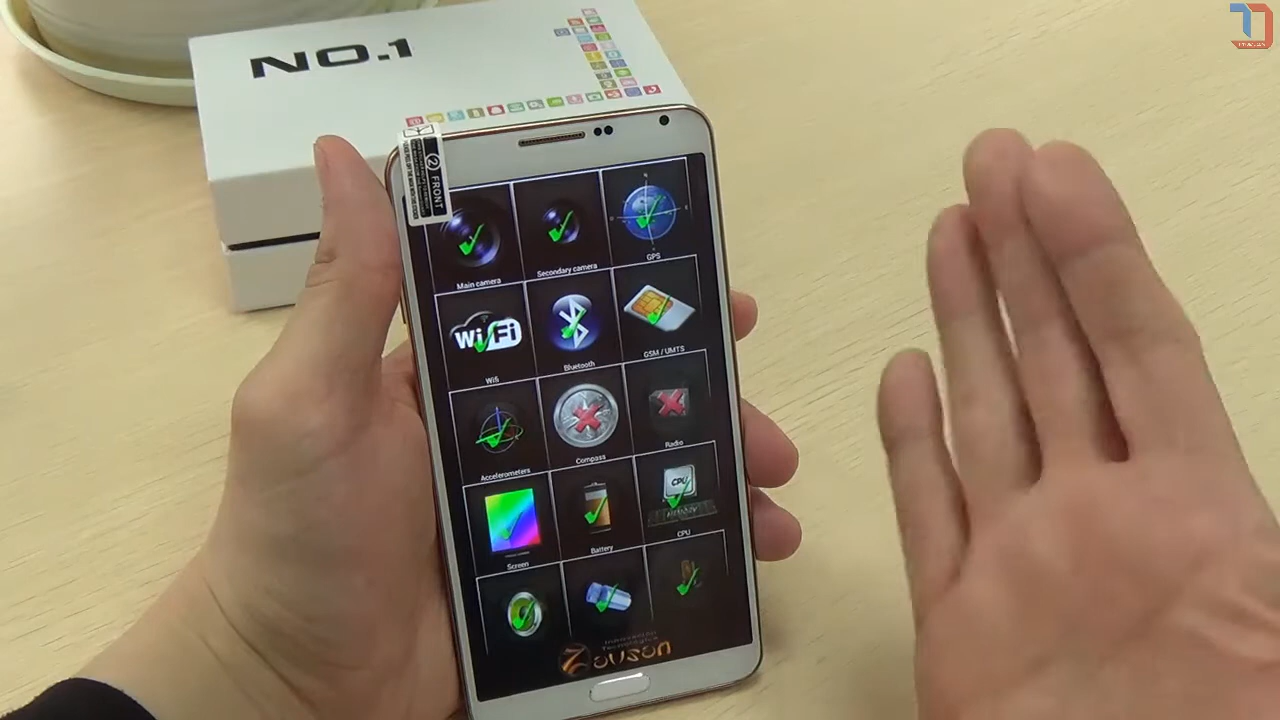 NO.1
2 FRONT
Main camera
Secondary camera
GPS
WiFi
Wifi
Bluetooth
GSM / UMTS
Accelerometers
Compass
Radio
Screen
Battery
CPU
CPU